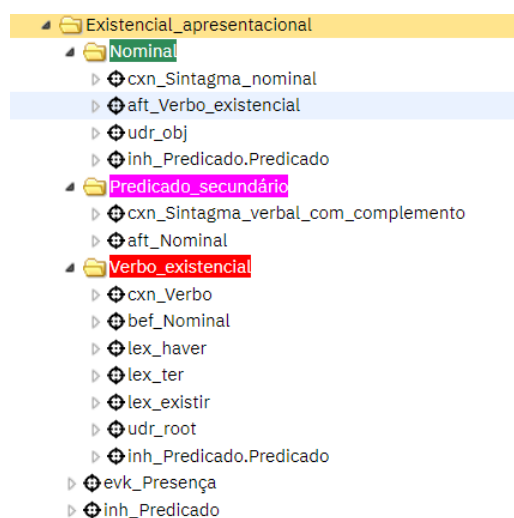 Existencial_apresentacional
Nominal
cxn_Sintagma_nominal
aft_Verbo_existencial
udr_obj
inh_Predicado.Predicado
Predicado_secundário
cxn_Sintagma_verbal_com_complemento
aft_Nominal
Verbo_existencial
cxn_Verbo
bef_Nominal
lex_haver
lex_ter
lex_existir
udr_root
inh_Predicado.Predicado
evk_Presença
inh_Predicado